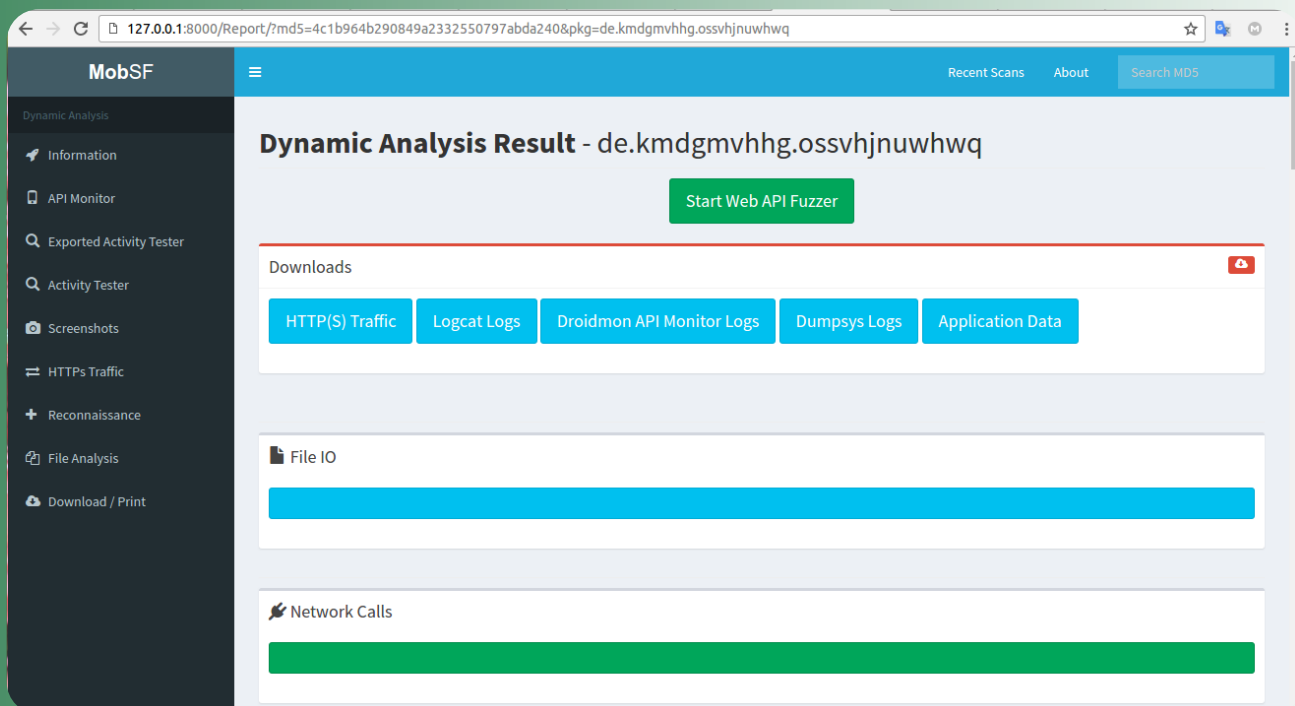 127.0.0.1:8000/Report/?md5=4c1b964b290849a2332550797abda240&pkg=de.kmdgmvhhg.ossvhjnuwhwq
MobSF
Recent Scans
About
Search MD5
Dynamic Analysis
Information
API Monitor
Exported Activity Tester
Activity Tester
Screenshots
HTTPs Traffic
Reconnaissance
File Analysis
Download / Print
Dynamic Analysis Result - de.kmdgmvhhg.ossvhjnuwhwq
Start Web API Fuzzer
Downloads
HTTP(S) Traffic
Logcat Logs
Droidmon API Monitor Logs
Dumpsys Logs
Application Data
File IO
Network Calls